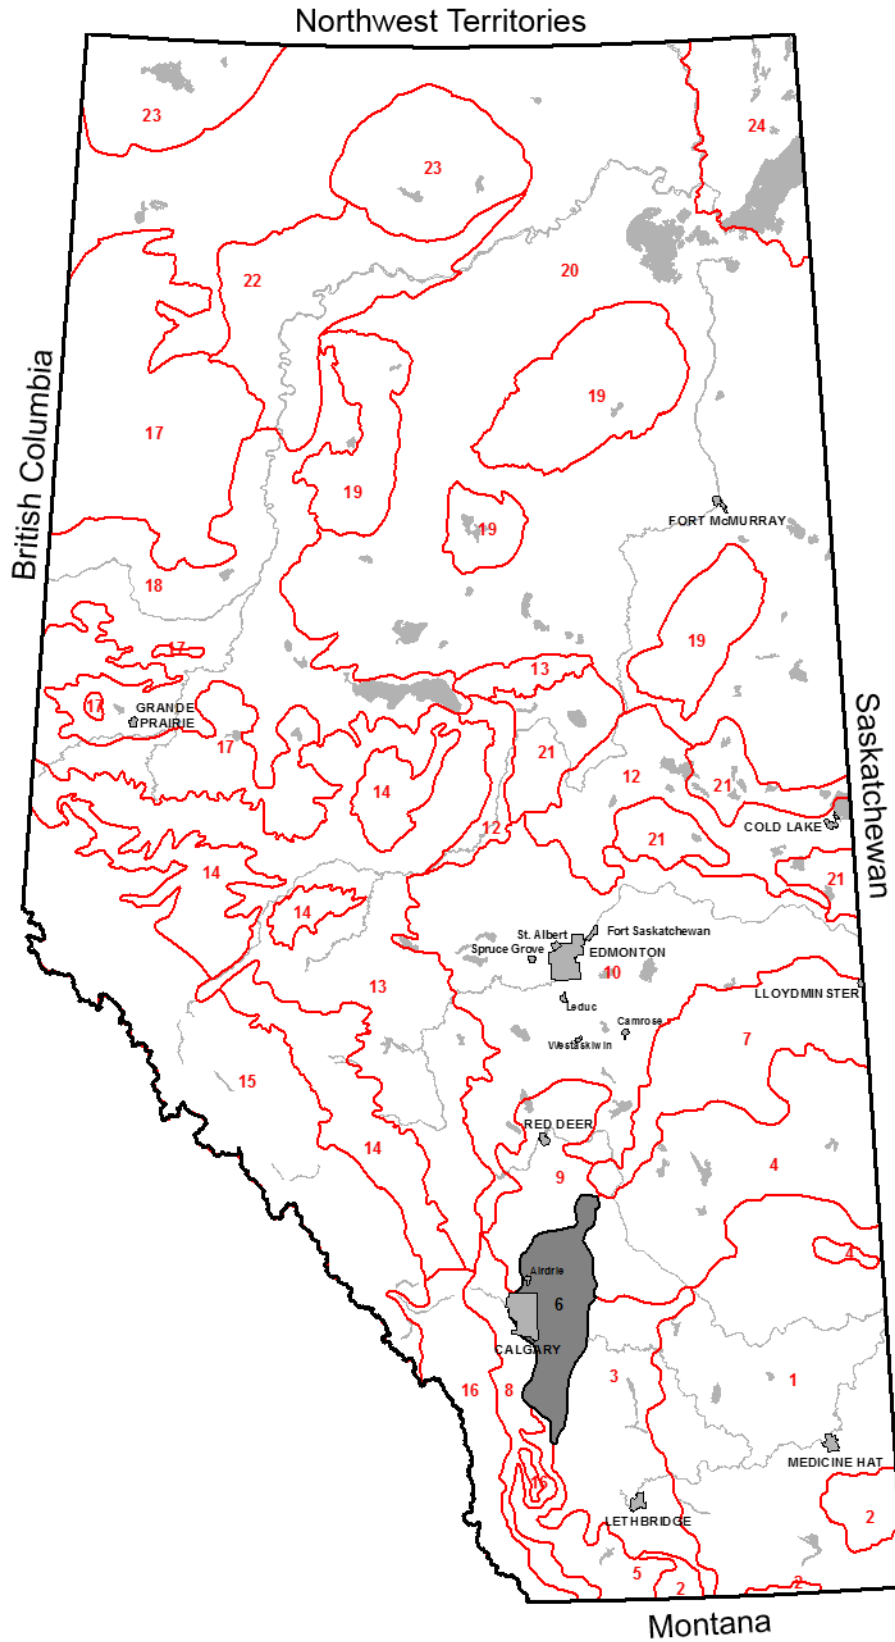 Northwest Territories
23
24
23
22
20
British Columbia
19
17
19
19
FORT McMURRAY
18
19
17
13
17
GRANDE
PRAIRIE
Saskatchewan
17
21
12
14
21
12
COLD LAKE
21
14
21
14
St. Albert
Fort Saskatchewan
Spruce Grove
EDMONTON
10
13
LLOYDMINSTER
Leduc
Camrose
7
Wetaskiwin
15
RED DEER
14
4
9
4
Airdrie
6
CALGARY
3
1
16
8
MEDICINE HAT
16
2
LETHBRIDGE
5
2
2
Montana